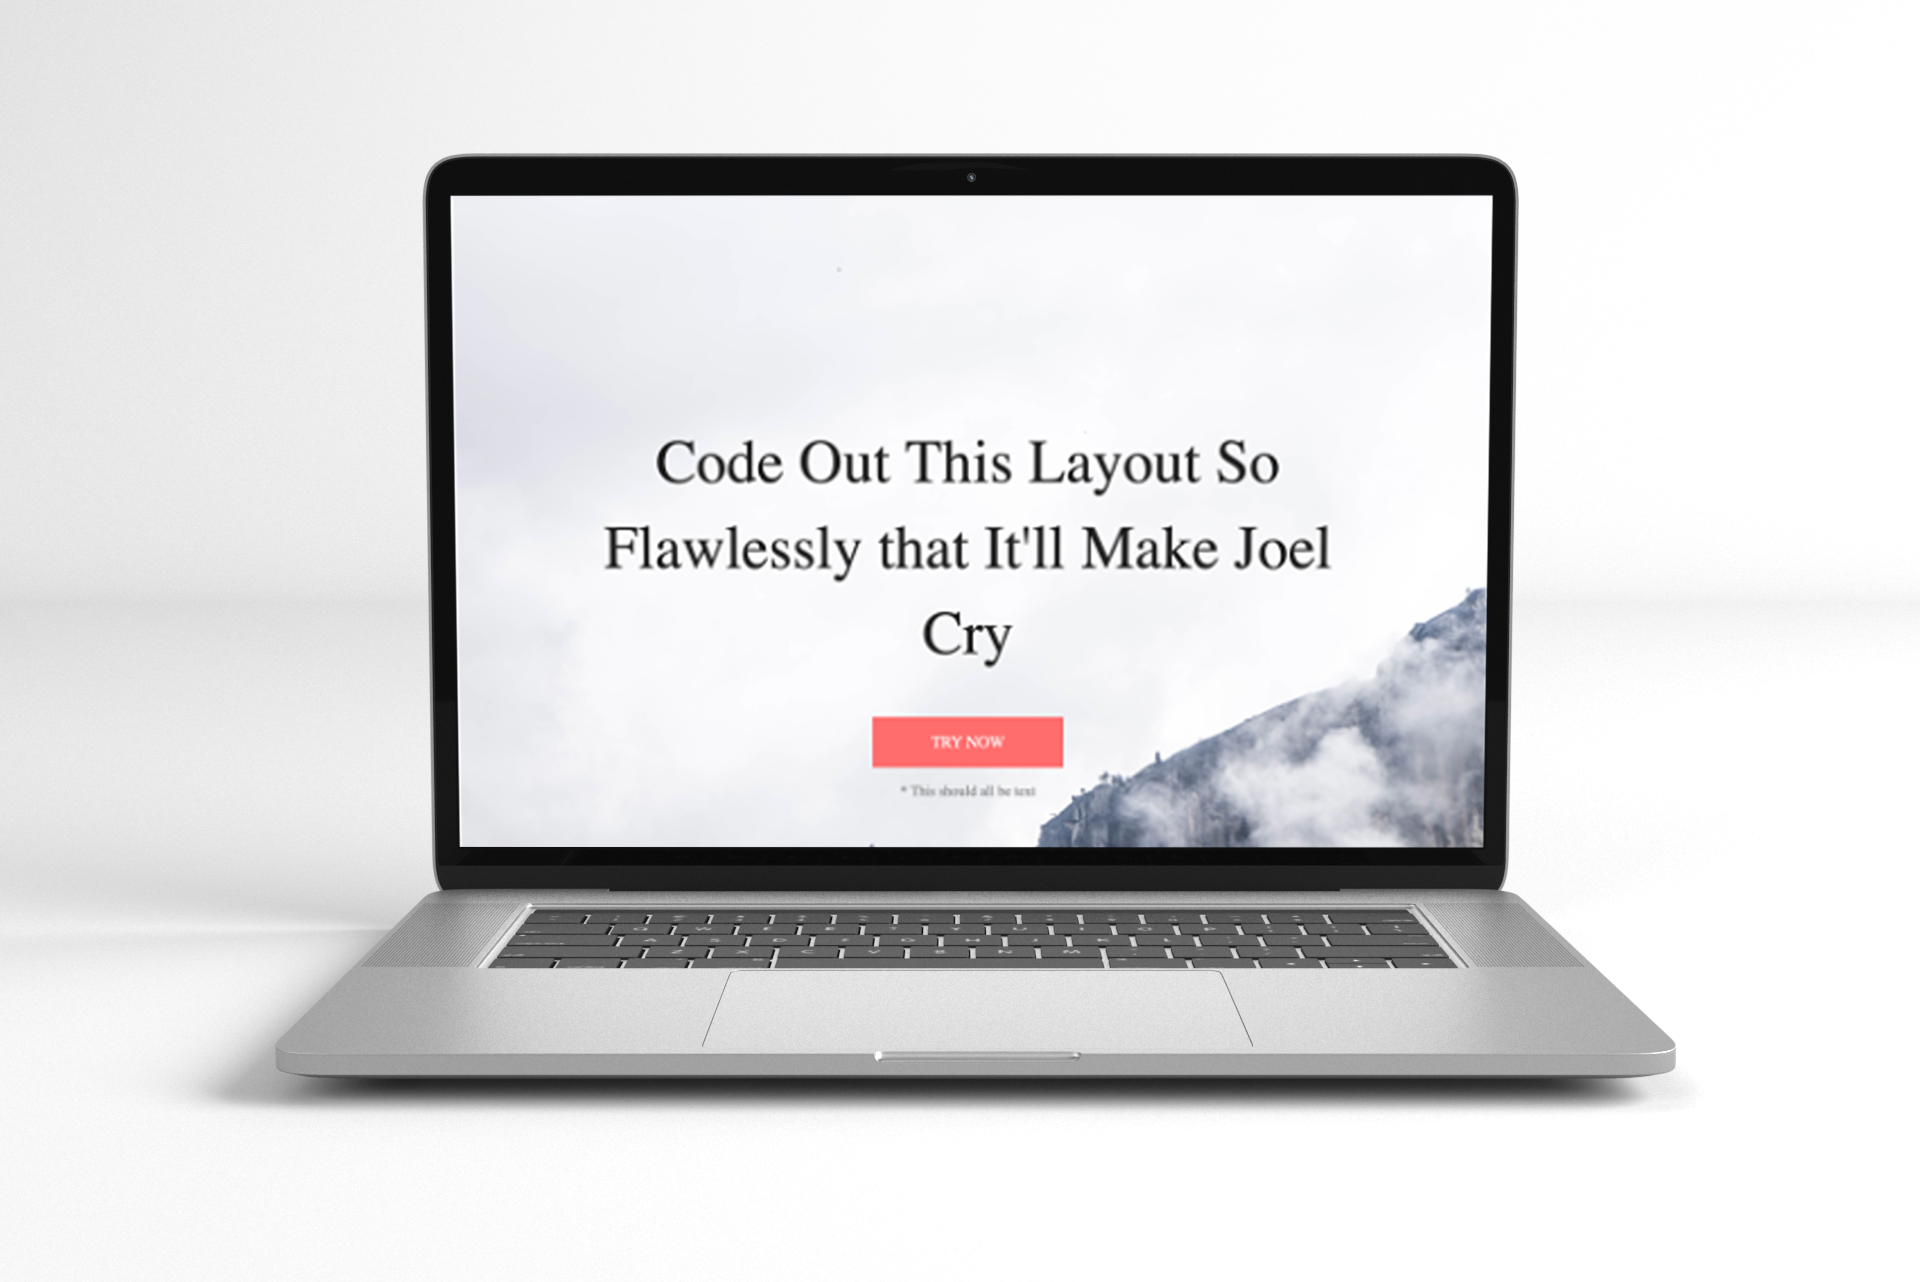 Code Out This Layout So
Flawlessly that It'll Make Joel
Cry
TRY NOW
* This should all be text